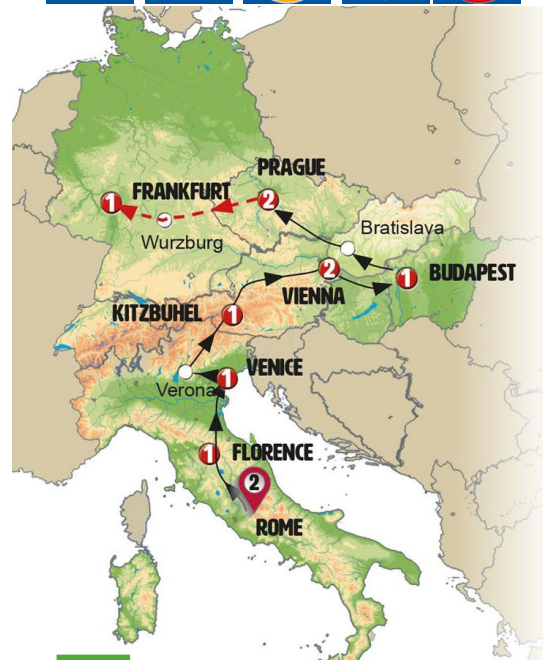 PRAGUE
2
FRANKFURT
1
Wurzburg
Bratislava
2
VIENNA
1
BUDAPEST
KITZBUHEL
1
VENICE
1
Verona
1
FLORENCE
2
ROME